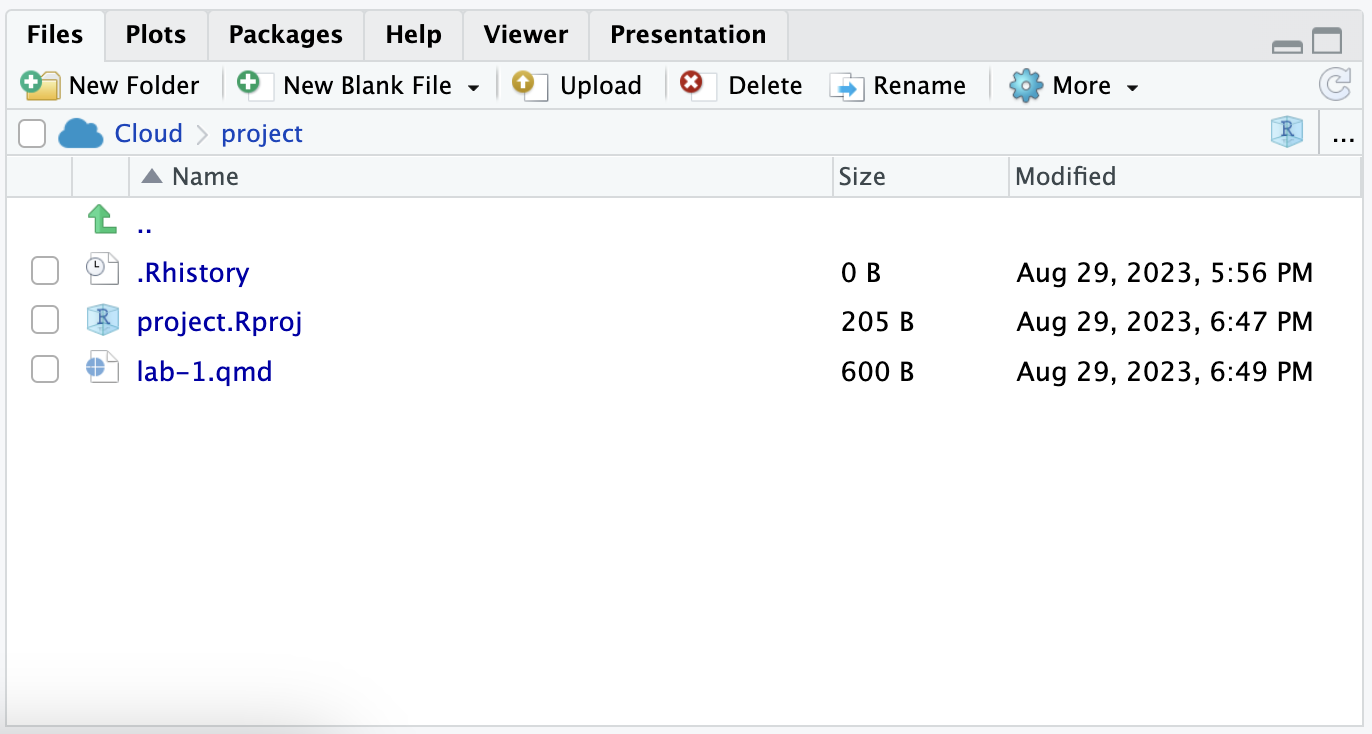 Files Plots Packages Help Viewer Presentation
New Folder New Blank File Upload Delete Rename More
Cloud project R ...
Name Size Modified
..
.Rhistory 0 B Aug 29, 2023, 5:56 PM
R project.Rproj 205 B Aug 29, 2023, 6:47 PM
lab-1.qmd 600 B Aug 29, 2023, 6:49 PM